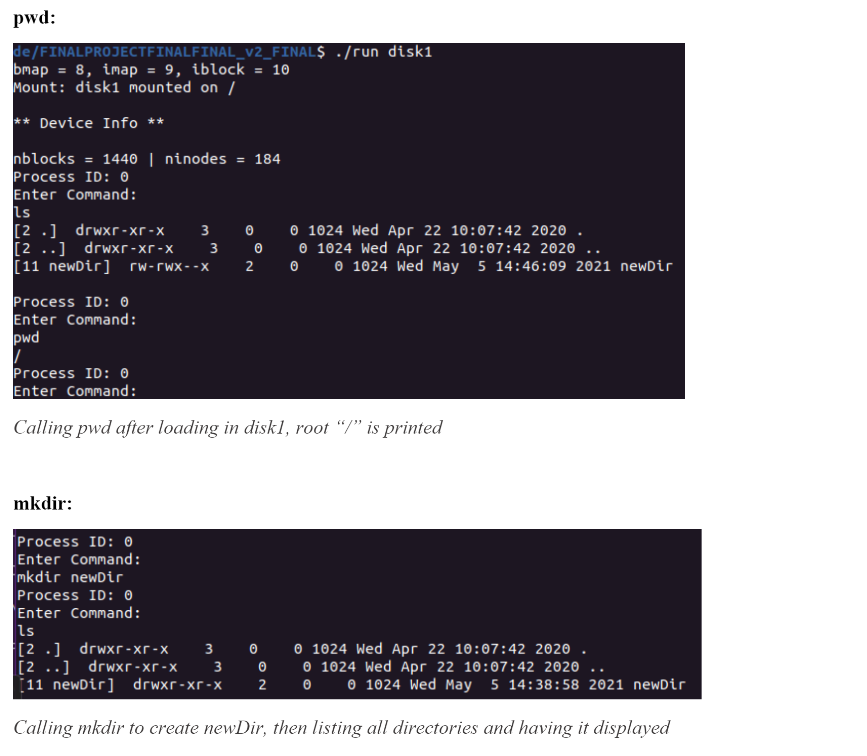 pwd:
de/FINALPROJECTFINALFINAL_v2_FINAL$ ./run disk1
bmap = 8, imap = 9, iblock = 10
Mount: disk1 mounted on /
** Device Info **
nblocks = 1440 | ninodes = 184
Process ID: 0
Enter Command:
ls
[2 .]  drwxr-xr-x    3    0    0 1024 Wed Apr 22 10:07:42 2020 .
[2 ..]  drwxr-xr-x    3    0    0 1024 Wed Apr 22 10:07:42 2020 ..
[11 newDir]  rw-rwx--x    2    0    0 1024 Wed May  5 14:46:09 2021 newDir
Process ID: 0
Enter Command:
pwd
/
Process ID: 0
Enter Command:
Calling pwd after loading in disk1, root “/” is printed
mkdir:
Process ID: 0
Enter Command:
mkdir newDir
Process ID: 0
Enter Command:
ls
[2 .]  drwxr-xr-x    3    0    0 1024 Wed Apr 22 10:07:42 2020 .
[2 ..]  drwxr-xr-x    3    0    0 1024 Wed Apr 22 10:07:42 2020 ..
[11 newDir]  drwxr-xr-x    2    0    0 1024 Wed May  5 14:38:58 2021 newDir
Calling mkdir to create newDir, then listing all directories and having it displayed